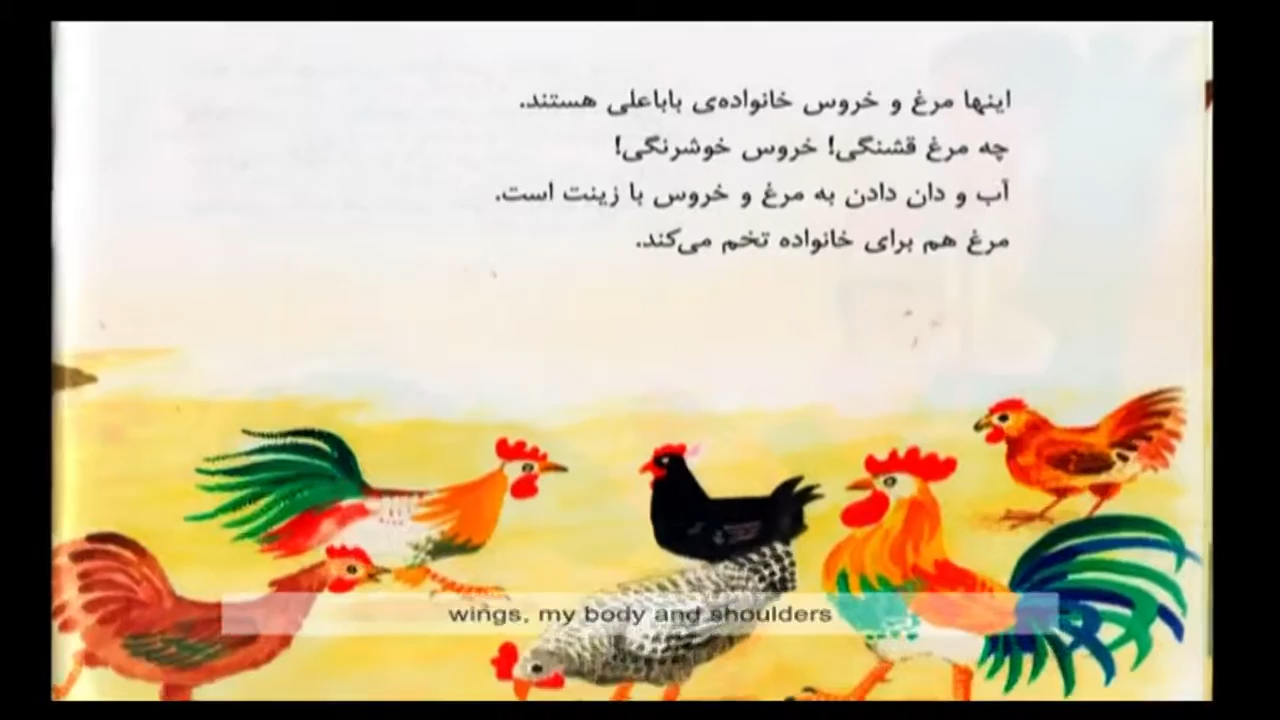 اینها مرغ و خروس خانواده‌ی باباعلی هستند.
چه مرغ قشنگی! خروس خوشرنگی!
آب و دان دادن به مرغ و خروس با زینت است.
مرغ هم برای خانواده تخم می‌کند.
wings, my body and shoulders